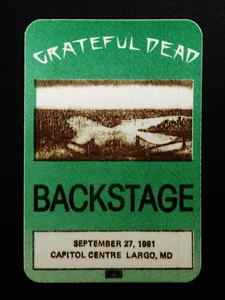 GRATEFUL DEAD
BACKSTAGE
SEPTEMBER 27, 1981
CAPITOL CENTRE LARGO, MD